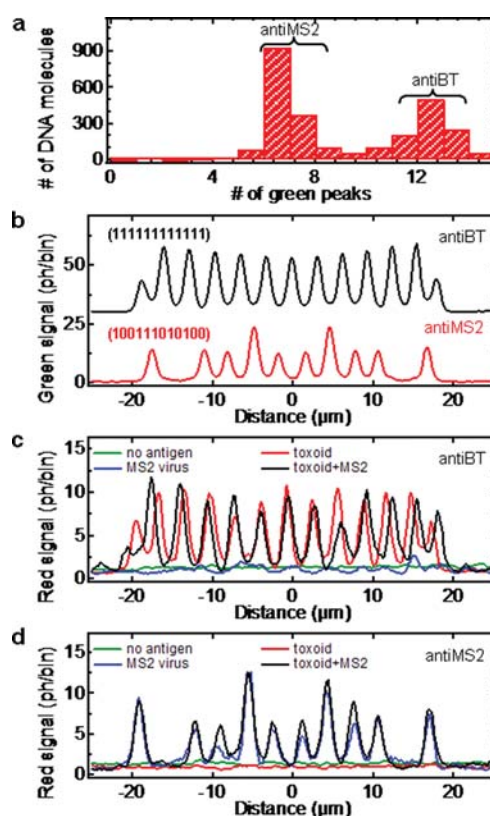 a
antiMS2
antiBT
900
600
300
0
# of DNA molecules
0 4 8 12
# of green peaks
b
(1111111111111)
antiBT
50
25
0
Green signal (ph/bin)
(100111010100)
antiMS2
-20 -10 0 10 20
Distance (µm)
c
no antigen toxoid
MS2 virus toxoid+MS2
antiBT
15
10
5
0
Red signal (ph/bin)
-20 -10 0 10 20
Distance (µm)
d
no antigen toxoid
MS2 virus toxoid+MS2
antiMS2
15
10
5
0
Red signal (ph/bin)
-20 -10 0 10 20
Distance (µm)